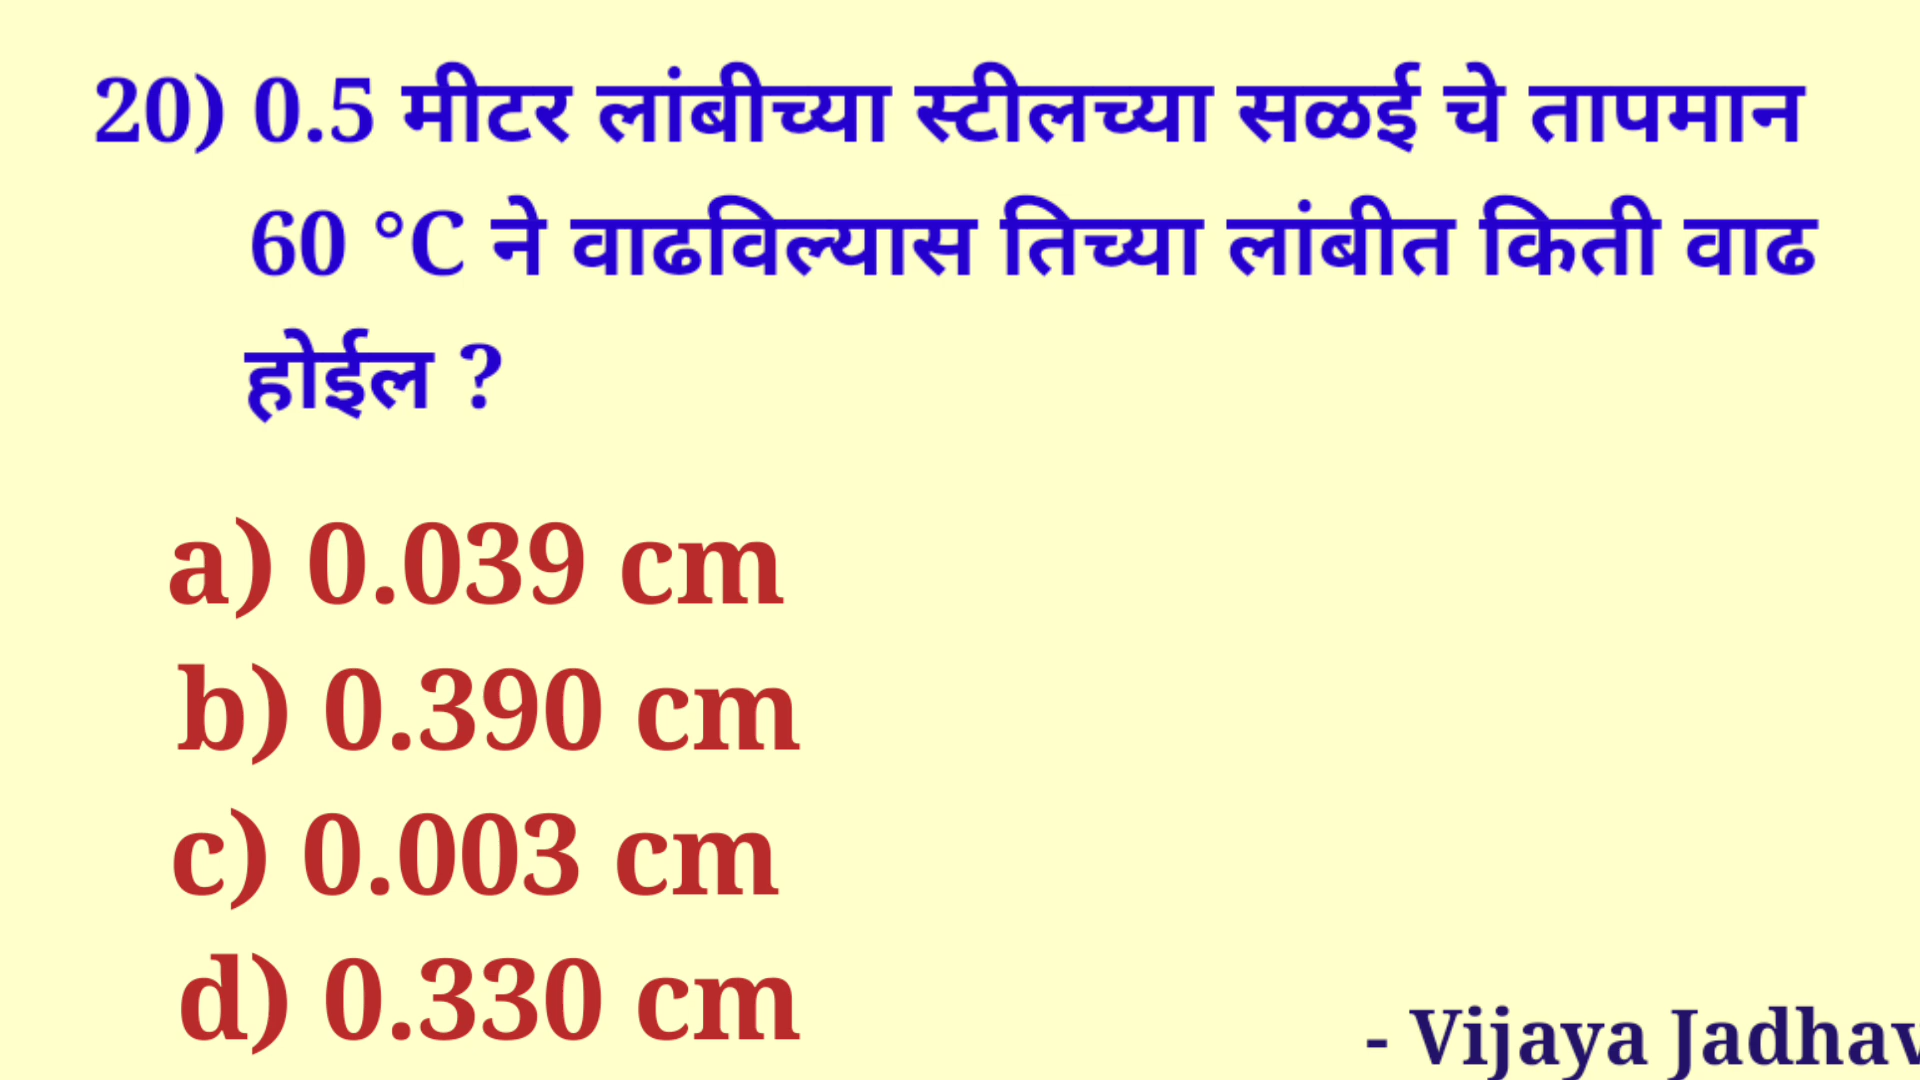 20) 0.5 मीटर लांबीच्या स्टीलच्या सळई चे तापमान
60 °C ने वाढविल्यास तिच्या लांबीत किती वाढ
होईल ?
a) 0.039 cm
b) 0.390 cm
c) 0.003 cm
d) 0.330 cm
- Vijaya Jadhav